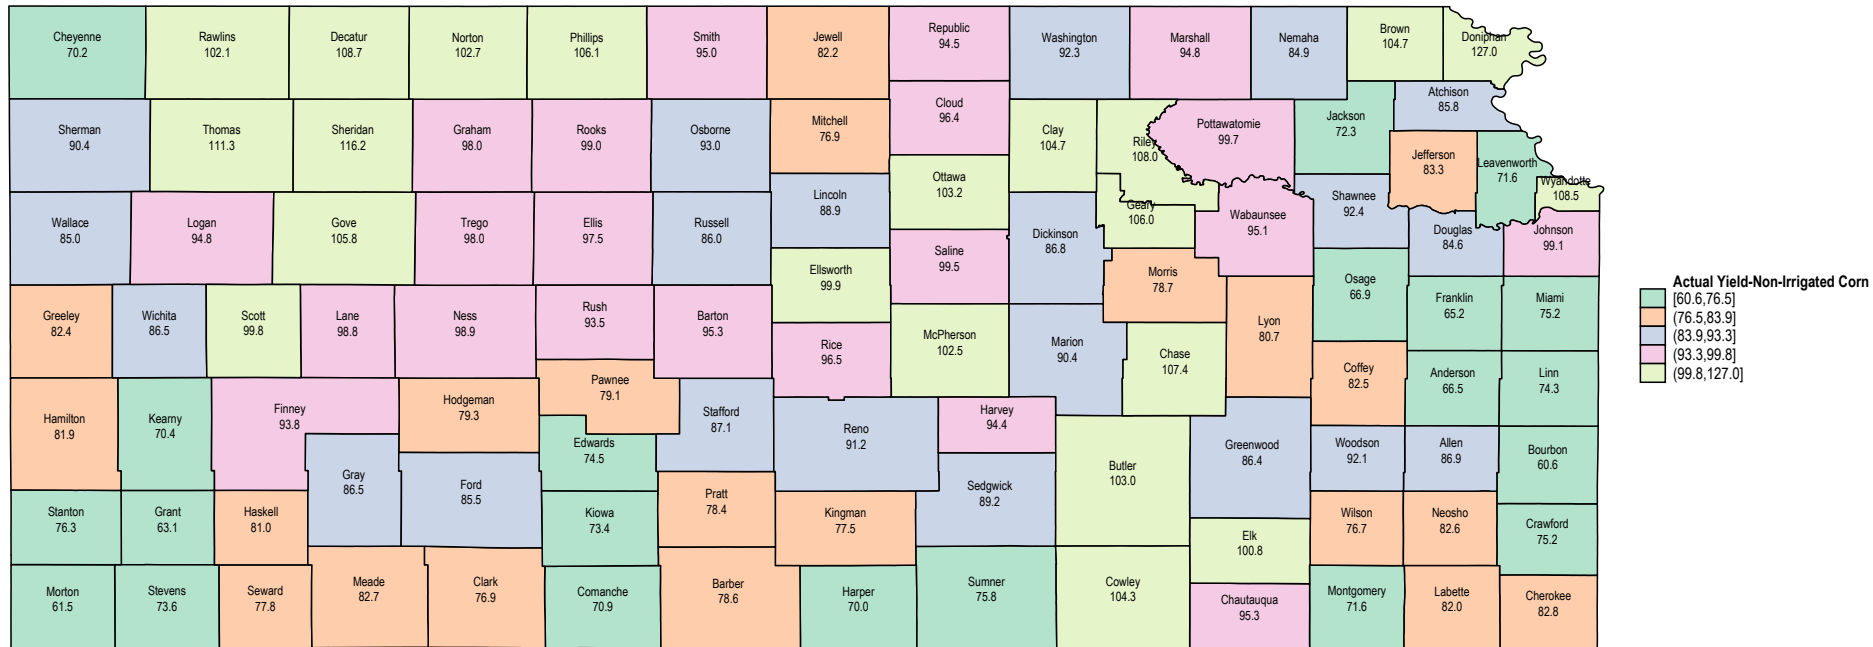 Cheyenne
70.2
Rawlins
102.1
Decatur
108.7
Norton
102.7
Phillips
106.1
Smith
95.0
Jewell
82.2
Republic
94.5
Washington
92.3
Marshall
94.8
Nemaha
84.9
Brown
104.7
Doniphan
127.0
Sherman
90.4
Thomas
111.3
Sheridan
116.2
Graham
98.0
Rooks
99.0
Osborne
93.0
Mitchell
76.9
Cloud
96.4
Clay
104.7
Riley
108.0
Pottawatomie
99.7
Jackson
72.3
Atchison
85.8
Jefferson
83.3
Leavenworth
71.6
Wyandotte
108.5
Wallace
85.0
Logan
94.8
Gove
105.8
Trego
98.0
Ellis
97.5
Russell
86.0
Lincoln
88.9
Ottawa
103.2
Saline
99.5
Dickinson
86.8
Geary
106.0
Wabaunsee
95.1
Shawnee
92.4
Douglas
84.6
Johnson
99.1
Ellsworth
99.9
Morris
78.7
Osage
66.9
Franklin
65.2
Miami
75.2
Greeley
82.4
Wichita
86.5
Scott
99.8
Lane
98.8
Ness
98.9
Rush
93.5
Barton
95.3
Rice
96.5
McPherson
102.5
Marion
90.4
Chase
107.4
Lyon
80.7
Coffey
82.5
Anderson
66.5
Linn
74.3
Hamilton
81.9
Kearny
70.4
Finney
93.8
Hodgeman
79.3
Pawnee
79.1
Stafford
87.1
Reno
91.2
Harvey
94.4
Edwards
74.5
Gray
86.5
Ford
85.5
Sedgwick
89.2
Butler
103.0
Greenwood
86.4
Woodson
92.1
Allen
86.9
Bourbon
60.6
Stanton
76.3
Grant
63.1
Haskell
81.0
Kiowa
73.4
Pratt
78.4
Kingman
77.5
Elk
100.8
Wilson
76.7
Neosho
82.6
Crawford
75.2
Morton
61.5
Stevens
73.6
Seward
77.8
Meade
82.7
Clark
76.9
Comanche
70.9
Barber
78.6
Harper
70.0
Sumner
75.8
Cowley
104.3
Chautauqua
95.3
Montgomery
71.6
Labette
82.0
Cherokee
82.8
Actual Yield-Non-Irrigated Corn
[60.6,76.5]
(76.5,83.9]
(83.9,93.3]
(93.3,99.8]
(99.8,127.0]